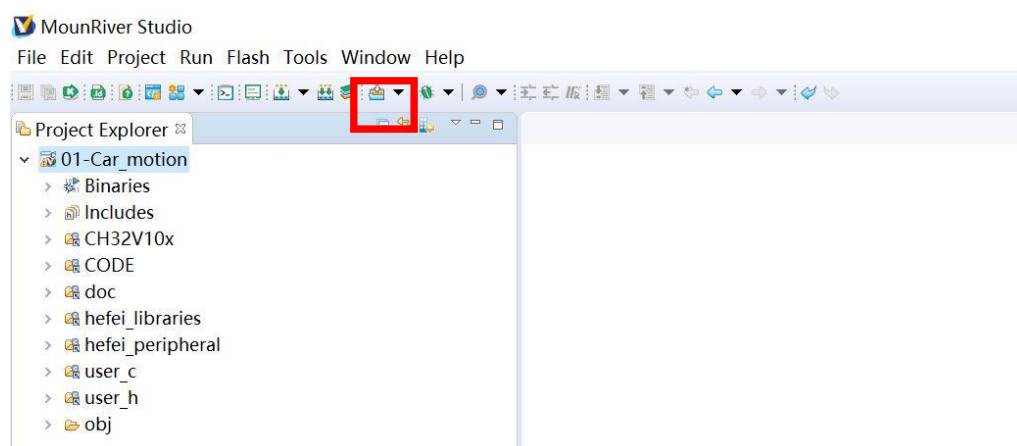 MounRiver Studio
File Edit Project Run Flash Tools Window Help
Project Explorer
01-Car_motion
Binaries
Includes
CH32V10x
CODE
doc
hefei_libraries
hefei_peripheral
user_c
user_h
obj